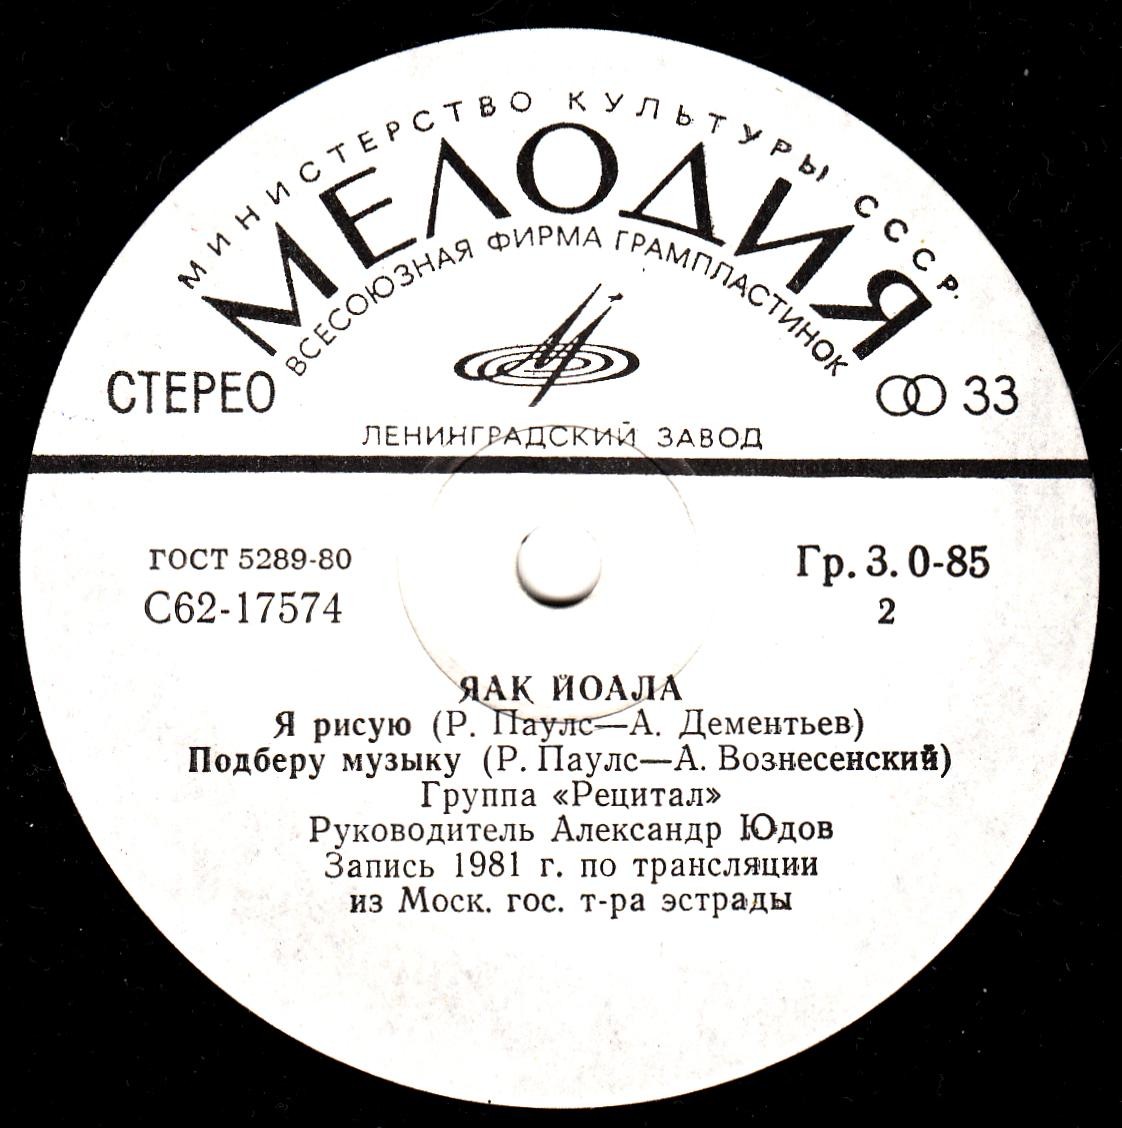 МИНИСТЕРСТВО КУЛЬТУРЫ СССР.
МЕЛОДИЯ
ВСЕСОЮЗНАЯ ФИРМА ГРАМПЛАСТИНОК
СТЕРЕО
33
ЛЕНИНГРАДСКИЙ ЗАВОД
ГОСТ 5289-80
Гр. 3. 0-85
С62-17574
2
ЯАК ЙОАЛА
Я рисую (Р. Паулс—А. Дементьев)
Подберу музыку (Р. Паулс—А. Вознесенский)
Группа «Рецитал»
Руководитель Александр Юдов
Запись 1981 г. по трансляции
из Моск. гос. т-ра эстрады